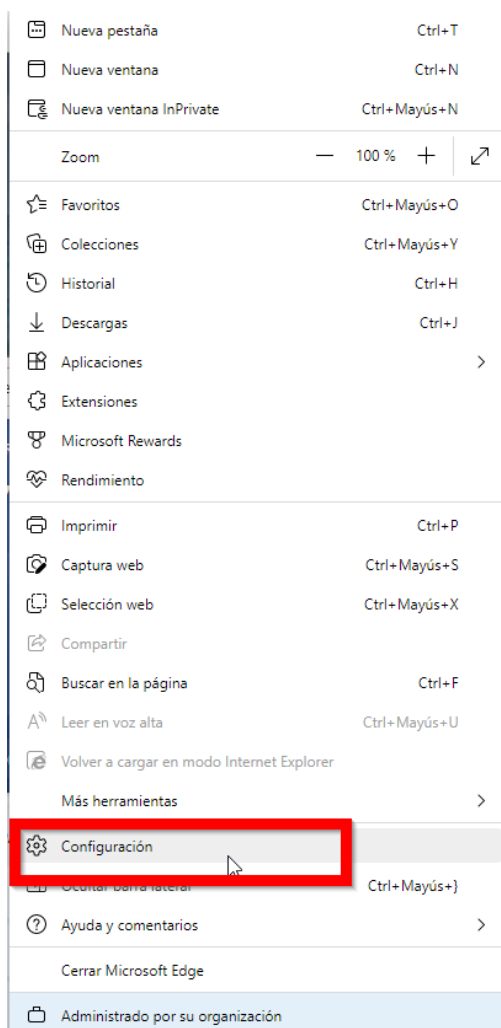 Nueva pestaña Ctrl+T
Nueva ventana Ctrl+N
Nueva ventana InPrivate Ctrl+Mayús+N
Zoom — 100 % +
Favoritos Ctrl+Mayús+O
Colecciones Ctrl+Mayús+Y
Historial Ctrl+H
Descargas Ctrl+J
Aplicaciones
Extensiones
Microsoft Rewards
Rendimiento
Imprimir Ctrl+P
Captura web Ctrl+Mayús+S
Selección web Ctrl+Mayús+X
Compartir
Buscar en la página Ctrl+F
Leer en voz alta Ctrl+Mayús+U
Volver a cargar en modo Internet Explorer
Más herramientas
Configuración
Ocultar barra lateral Ctrl+Mayús+}
Ayuda y comentarios
Cerrar Microsoft Edge
Administrado por su organización